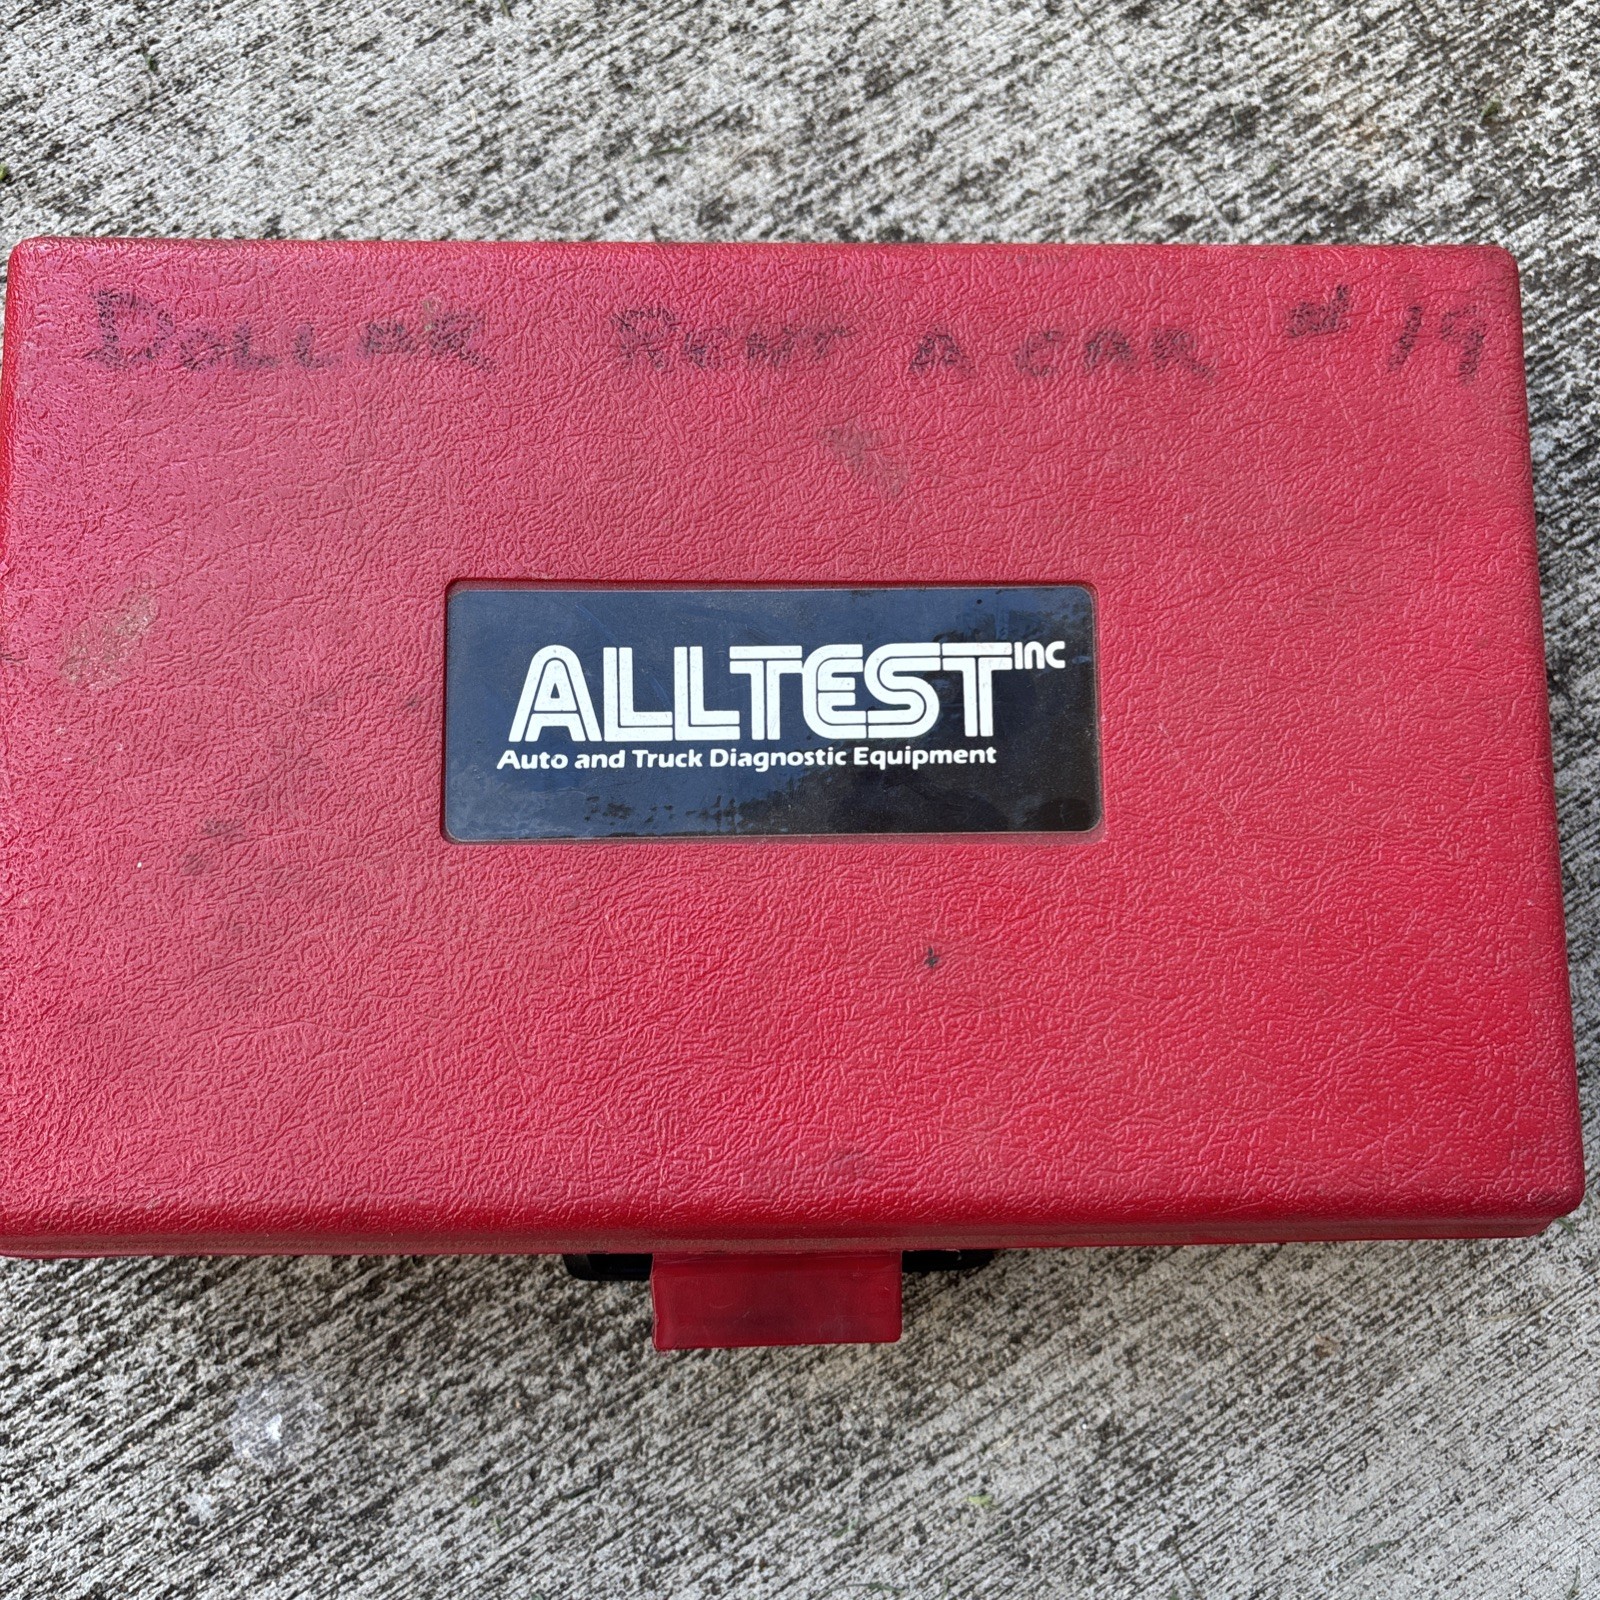 DOLLAR RENT A CAR # 19
ALLTEST INC
Auto and Truck Diagnostic Equipment